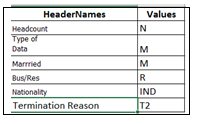 HeaderNames Values
Headcount N
Type of
Data M
Marrried M
Bus/Res R
Nationality IND
Termination Reason T2